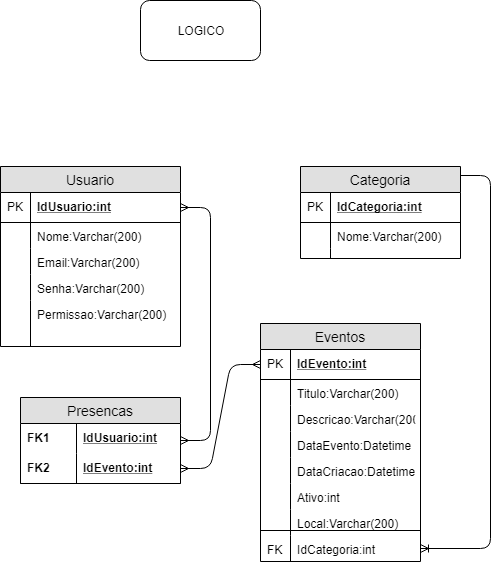 LOGICO
Usuario
PK IdUsuario:int
Nome:Varchar(200)
Email:Varchar(200)
Senha:Varchar(200)
Permissao:Varchar(200)
Categoria
PK IdCategoria:int
Nome:Varchar(200)
Eventos
PK IdEvento:int
Titulo:Varchar(200)
Descricao:Varchar(200
DataEvento:Datetime
DataCriacao:Datetime
Ativo:int
Local:Varchar(200)
FK IdCategoria:int
Presencas
FK1 IdUsuario:int
FK2 IdEvento:int